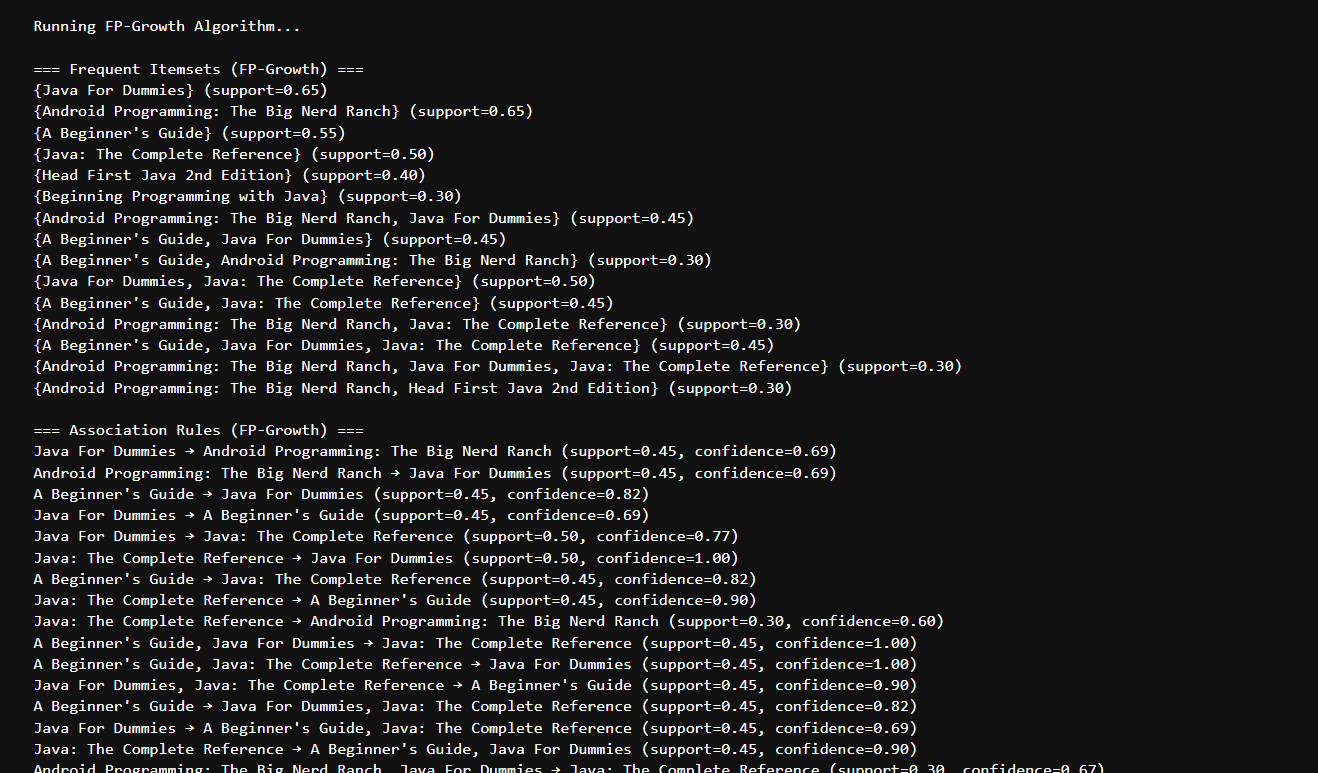 Running FP-Growth Algorithm...
=== Frequent Itemsets (FP-Growth) ===
{Java For Dummies} (support=0.65)
{Android Programming: The Big Nerd Ranch} (support=0.65)
{A Beginner's Guide} (support=0.55)
{Java: The Complete Reference} (support=0.50)
{Head First Java 2nd Edition} (support=0.40)
{Beginning Programming with Java} (support=0.30)
{Android Programming: The Big Nerd Ranch, Java For Dummies} (support=0.45)
{A Beginner's Guide, Java For Dummies} (support=0.45)
{A Beginner's Guide, Android Programming: The Big Nerd Ranch} (support=0.30)
{Java For Dummies, Java: The Complete Reference} (support=0.50)
{A Beginner's Guide, Java: The Complete Reference} (support=0.45)
{Android Programming: The Big Nerd Ranch, Java: The Complete Reference} (support=0.30)
{A Beginner's Guide, Java For Dummies, Java: The Complete Reference} (support=0.45)
{Android Programming: The Big Nerd Ranch, Java For Dummies, Java: The Complete Reference} (support=0.30)
{Android Programming: The Big Nerd Ranch, Head First Java 2nd Edition} (support=0.30)
=== Association Rules (FP-Growth) ===
Java For Dummies → Android Programming: The Big Nerd Ranch (support=0.45, confidence=0.69)
Android Programming: The Big Nerd Ranch → Java For Dummies (support=0.45, confidence=0.69)
A Beginner's Guide → Java For Dummies (support=0.45, confidence=0.82)
Java For Dummies → A Beginner's Guide (support=0.45, confidence=0.69)
Java For Dummies → Java: The Complete Reference (support=0.50, confidence=0.77)
Java: The Complete Reference → Java For Dummies (support=0.50, confidence=1.00)
A Beginner's Guide → Java: The Complete Reference (support=0.45, confidence=0.82)
Java: The Complete Reference → A Beginner's Guide (support=0.45, confidence=0.90)
Java: The Complete Reference → Android Programming: The Big Nerd Ranch (support=0.30, confidence=0.60)
A Beginner's Guide, Java For Dummies → Java: The Complete Reference (support=0.45, confidence=1.00)
A Beginner's Guide, Java: The Complete Reference → Java For Dummies (support=0.45, confidence=1.00)
Java For Dummies, Java: The Complete Reference → A Beginner's Guide (support=0.45, confidence=0.90)
A Beginner's Guide → Java For Dummies, Java: The Complete Reference (support=0.45, confidence=0.82)
Java For Dummies → A Beginner's Guide, Java: The Complete Reference (support=0.45, confidence=0.69)
Java: The Complete Reference → A Beginner's Guide, Java For Dummies (support=0.45, confidence=0.90)
Android Programming: The Big Nerd Ranch, Java For Dummies → Java: The Complete Reference (support=0.30, confidence=0.67)